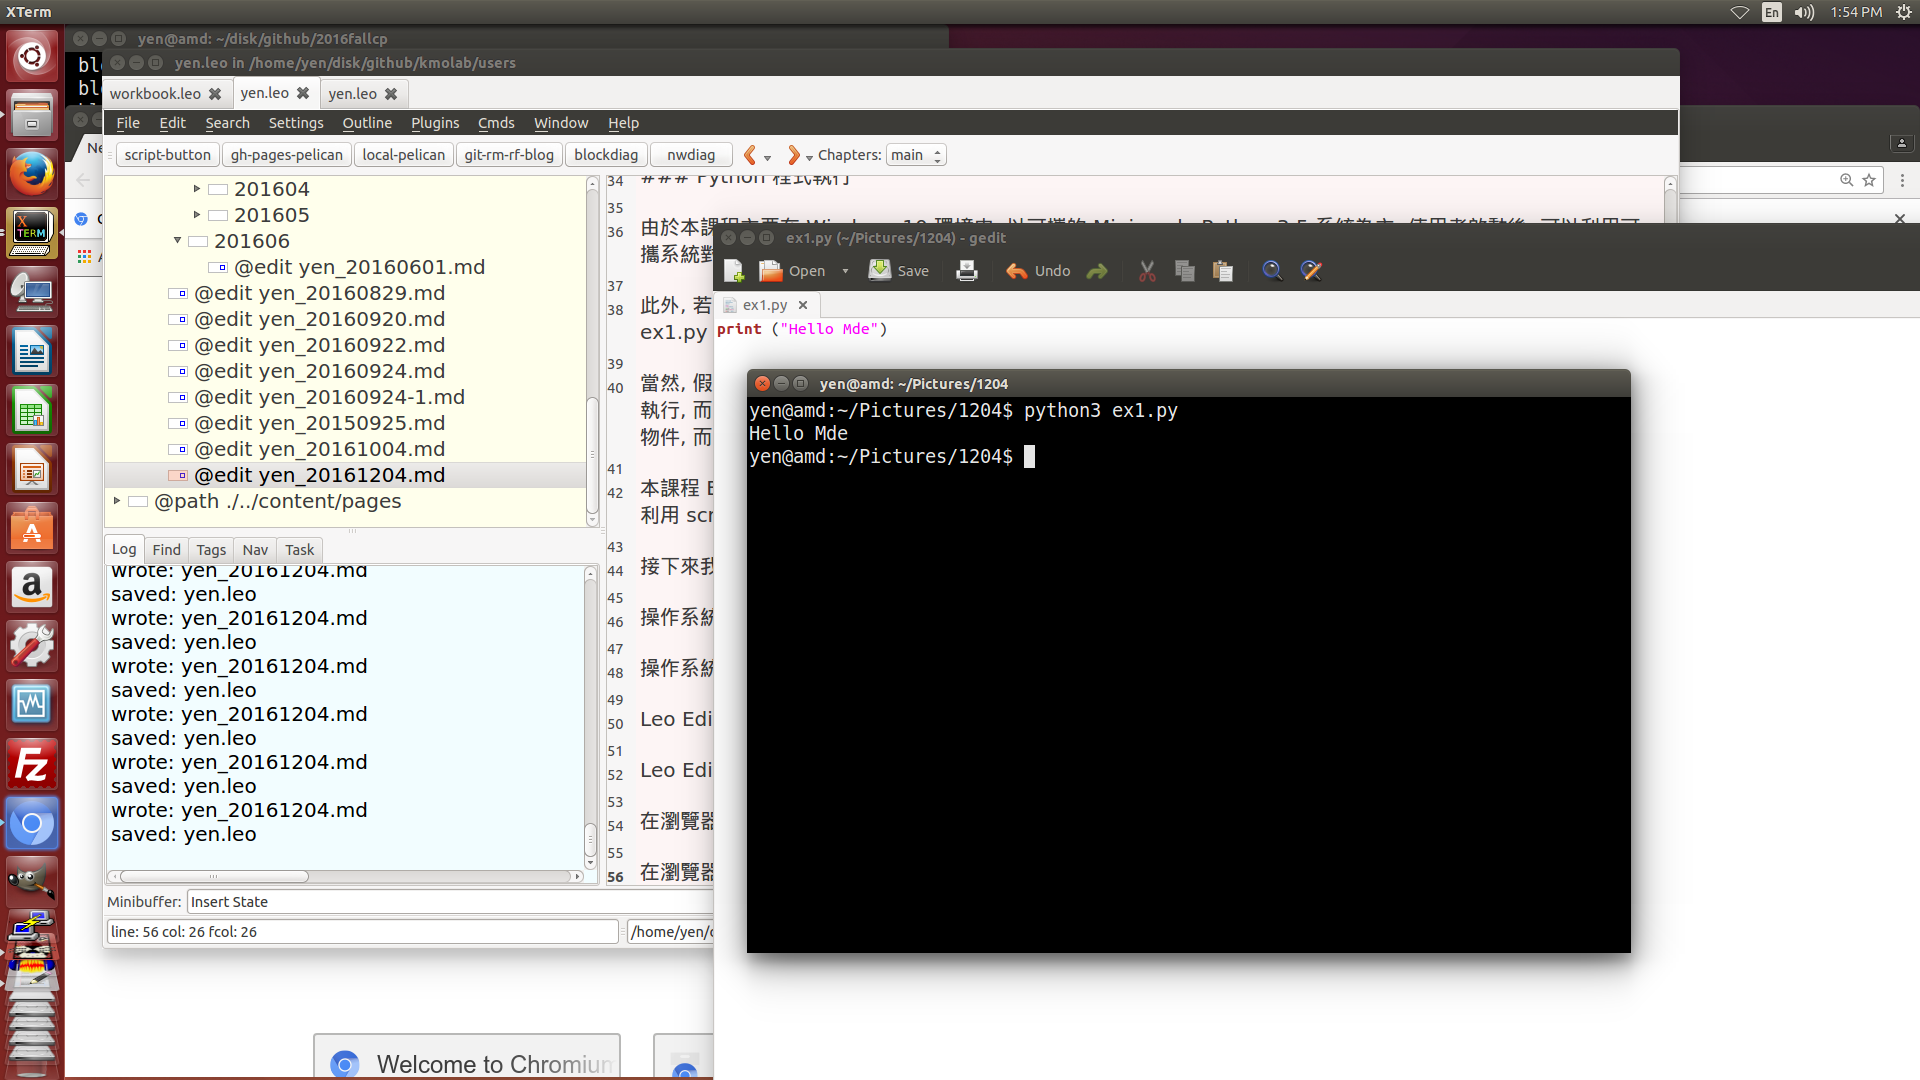 XTerm
En
1:54 PM
yen@amd: ~/disk/github/2016fallcp
yen.leo in /home/yen/disk/github/kmolab/users
workbook.leo
yen.leo
yen.leo
File Edit Search Settings Outline Plugins Cmds Window Help
script-button gh-pages-pelican local-pelican git-rm-rf-blog blockdiag nwdiag Chapters: main
201604
201605
201606
@edit yen_20160601.md
@edit yen_20160829.md
@edit yen_20160920.md
@edit yen_20160922.md
@edit yen_20160924.md
@edit yen_20160924-1.md
@edit yen_20150925.md
@edit yen_20161004.md
@edit yen_20161204.md
@path ./../content/pages
Log Find Tags Nav Task
wrote: yen_20161204.md
saved: yen.leo
wrote: yen_20161204.md
saved: yen.leo
wrote: yen_20161204.md
saved: yen.leo
wrote: yen_20161204.md
saved: yen.leo
wrote: yen_20161204.md
saved: yen.leo
wrote: yen_20161204.md
saved: yen.leo
Minibuffer: Insert State
line: 56 col: 26 fcol: 26
34 ### Python 程式執行
35
36 由於本課程主要在
攜系統對
37
38 此外, 若
ex1.py
39
40 當然, 假
執行, 而
物件, 而
41
42 本課程
利用 scr
43
44 接下來我
45
46 操作系統
47
48 操作系統
49
50 Leo Edi
51
52 Leo Edi
53
54 在瀏覽器
55
56 在瀏覽器
ex1.py (~/Pictures/1204) - gedit
Open Save Undo
ex1.py
print ("Hello Mde")
yen@amd: ~/Pictures/1204
yen@amd:~/Pictures/1204$ python3 ex1.py
Hello Mde
yen@amd:~/Pictures/1204$
Welcome to Chromium